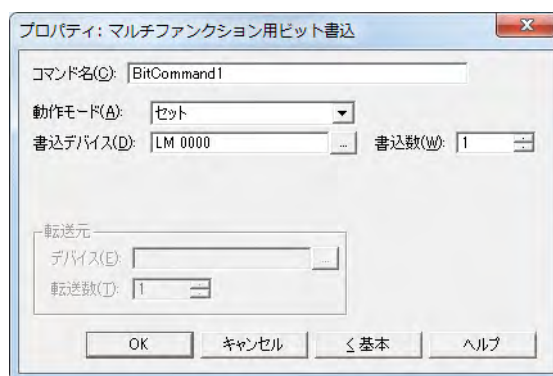 プロパティ: マルチファンクション用ビット書込
コマンド名(C): BitCommand1
動作モード(A): セット
書込デバイス(D): LM 0000 ... 書込数(W): 1
転送元
デバイス(E): ...
転送数(T): 1
OK キャンセル < 基本 ヘルプ